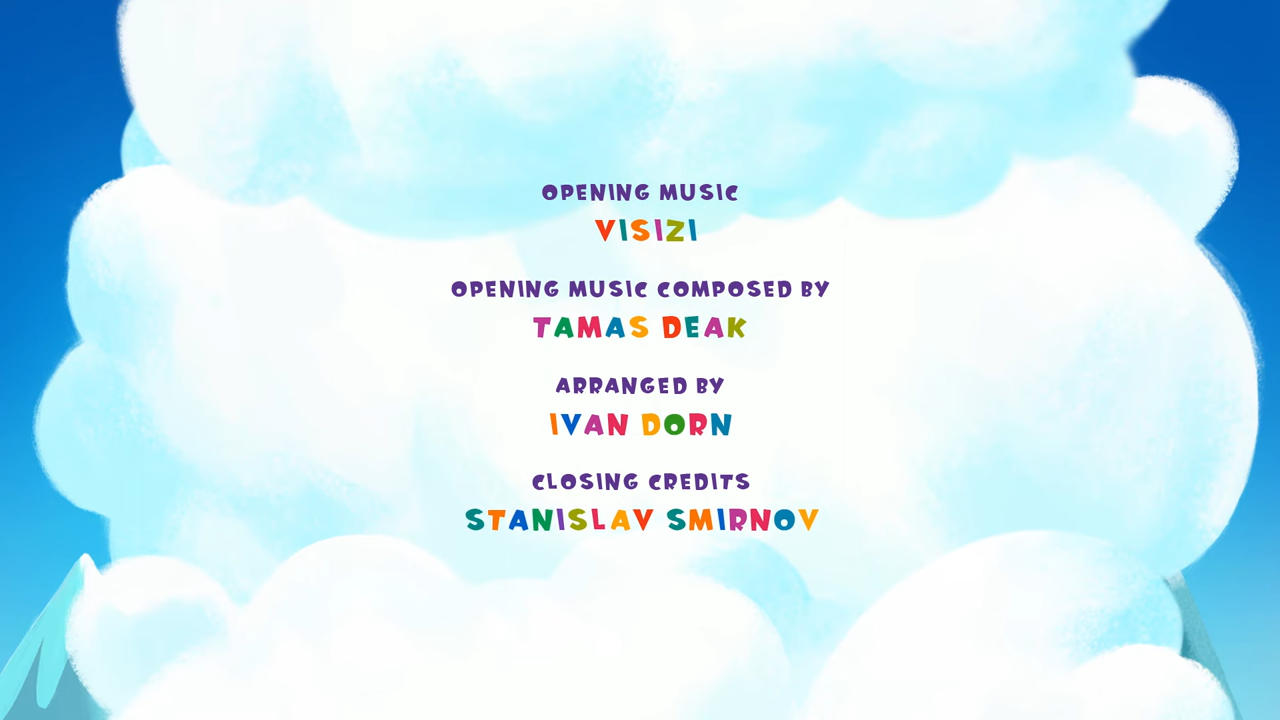 OPENING MUSIC
VISIZI
OPENING MUSIC COMPOSED BY
TAMAS DEAK
ARRANGED BY
IVAN DORN
CLOSING CREDITS
STANISLAV SMIRNOV